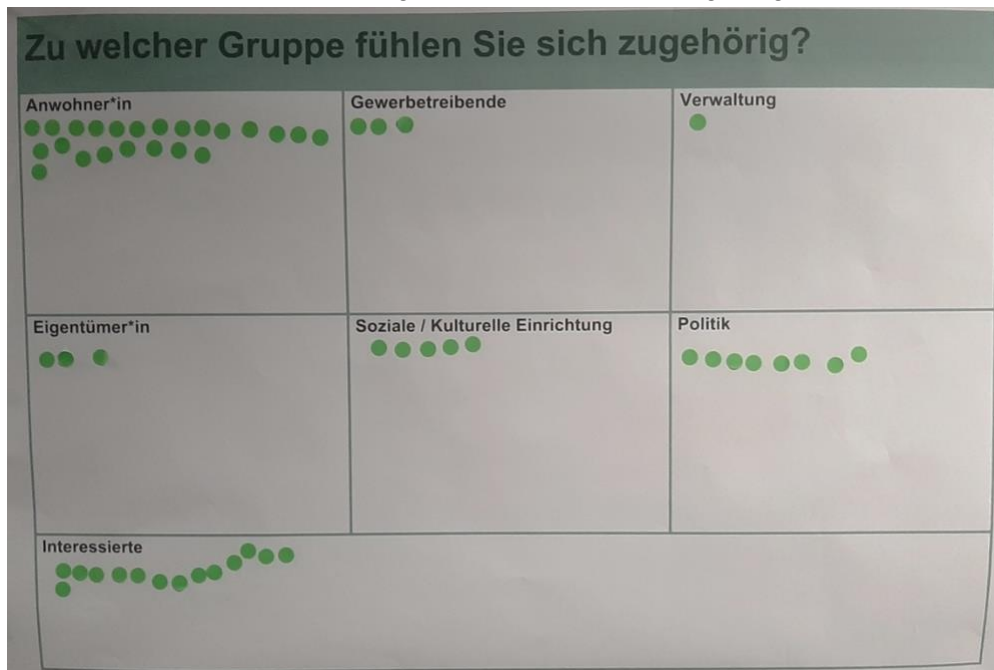 Zu welcher Gruppe fühlen Sie sich zugehörig?
Anwohner*in
Gewerbetreibende
Verwaltung
Eigentümer*in
Soziale / Kulturelle Einrichtung
Politik
Interessierte